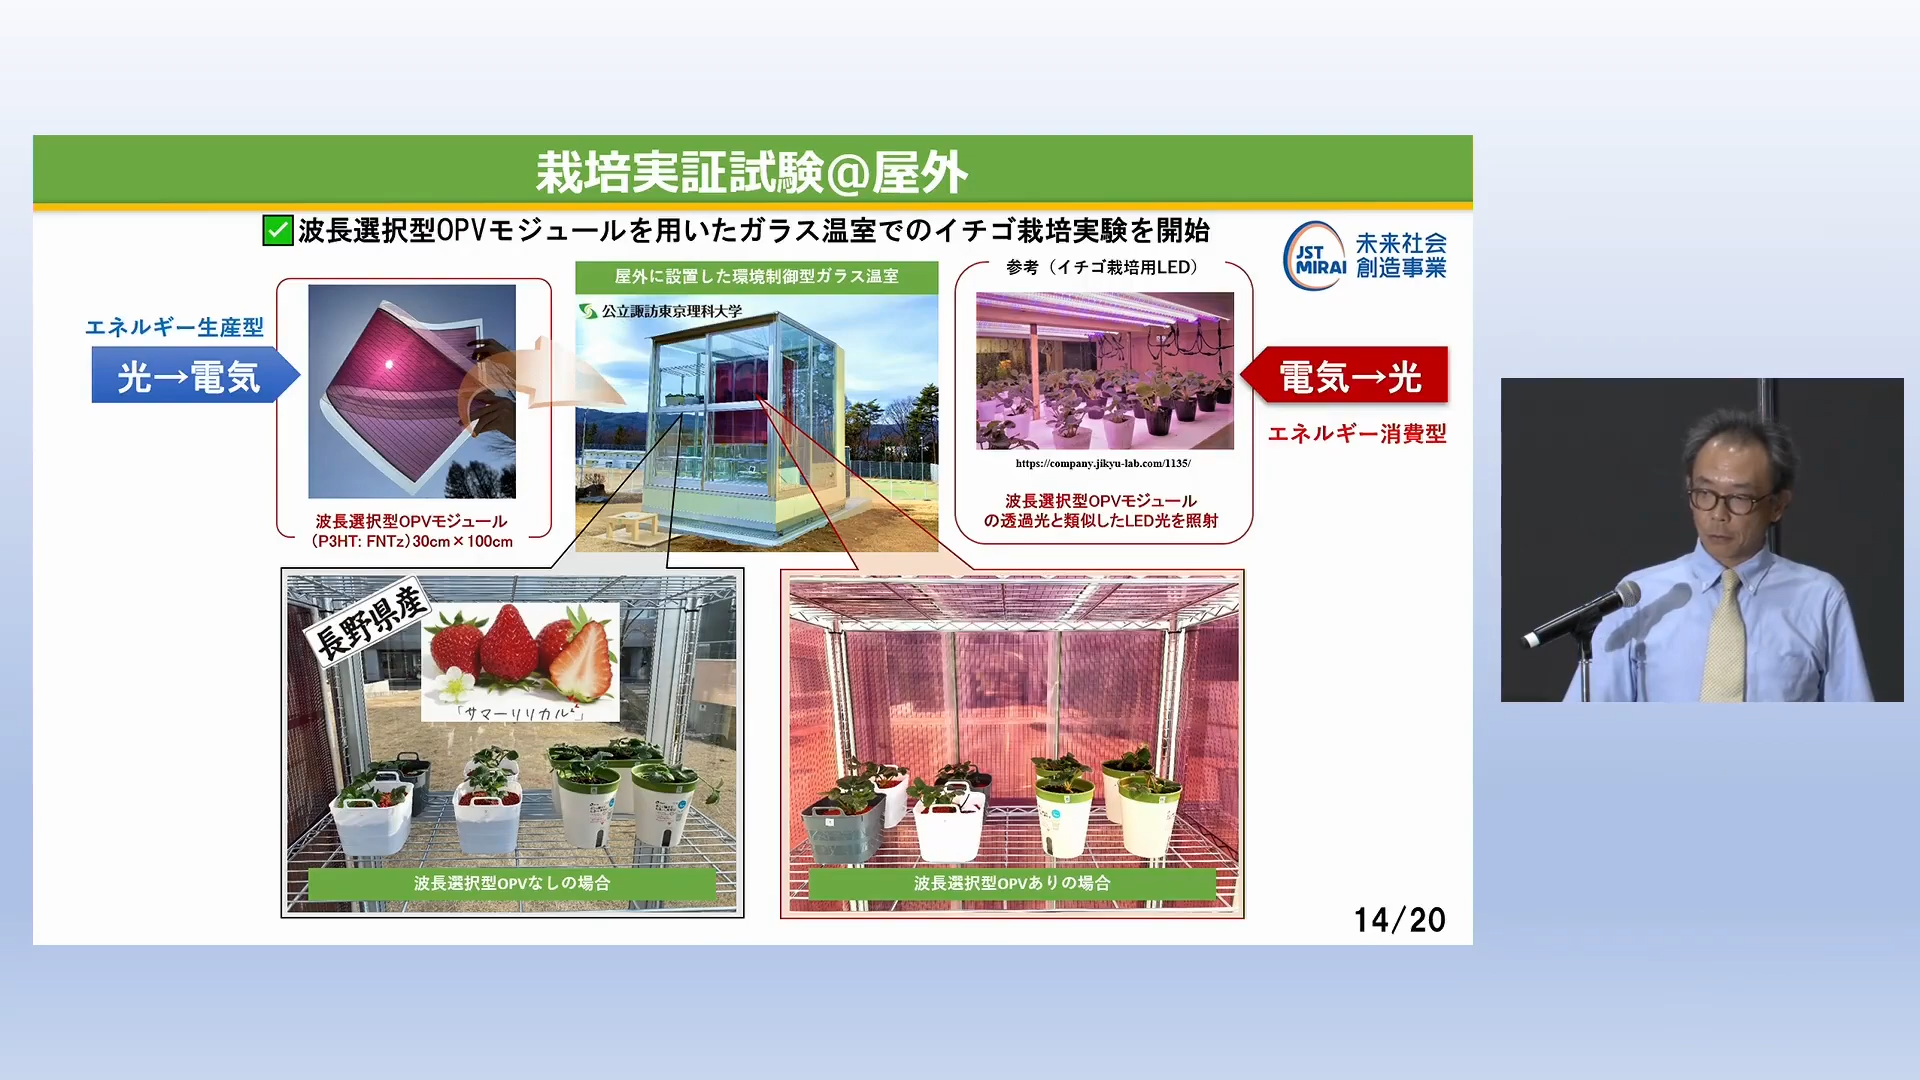 栽培実証試験@屋外
波長選択型OPVモジュールを用いたガラス温室でのイチゴ栽培実験を開始
JST
MIRAI
未来社会
創造事業
エネルギー生産型
光→電気
波長選択型OPVモジュール
(P3HT: FNTz)30cm×100cm
屋外に設置した環境制御型ガラス温室
公立諏訪東京理科大学
参考（イチゴ栽培用LED）
https://company.jikyu-lab.com/1135/
波長選択型OPVモジュール
の透過光と類似したLED光を照射
電気→光
エネルギー消費型
長野県産
「サマーリリカル」
波長選択型OPVなしの場合
波長選択型OPVありの場合
14/20